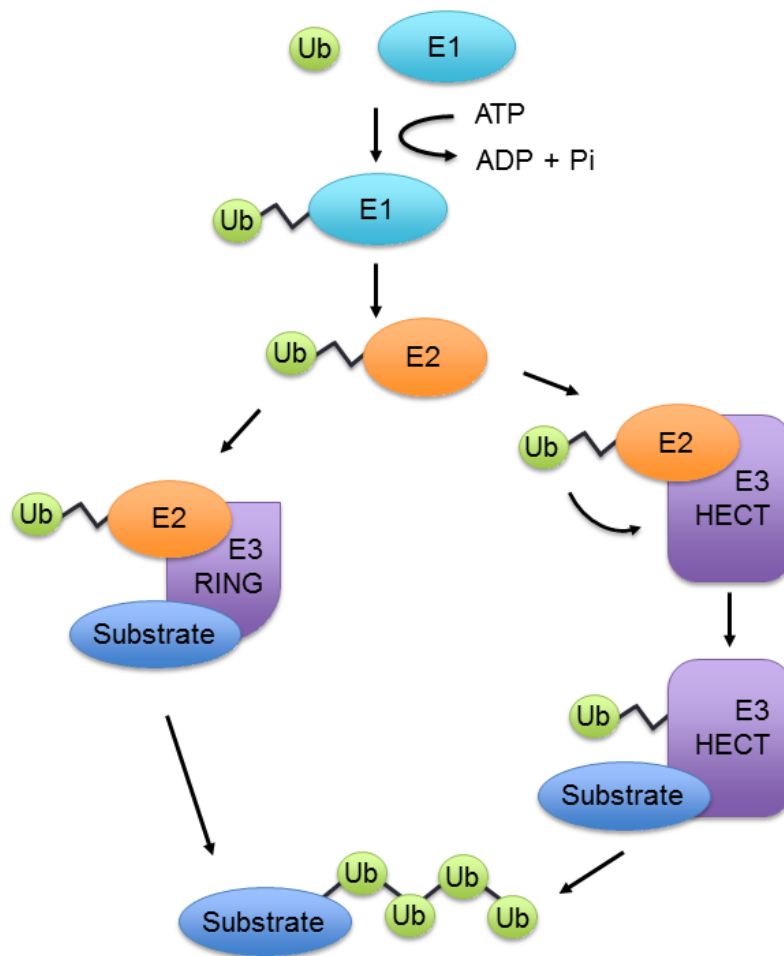 Ub
E1
ATP
ADP + Pi
Ub
E1
Ub
E2
Ub
E2
E3
HECT
Ub
E2
E3
RING
Substrate
Ub
E3
HECT
Substrate
Substrate
Ub
Ub
Ub
Ub